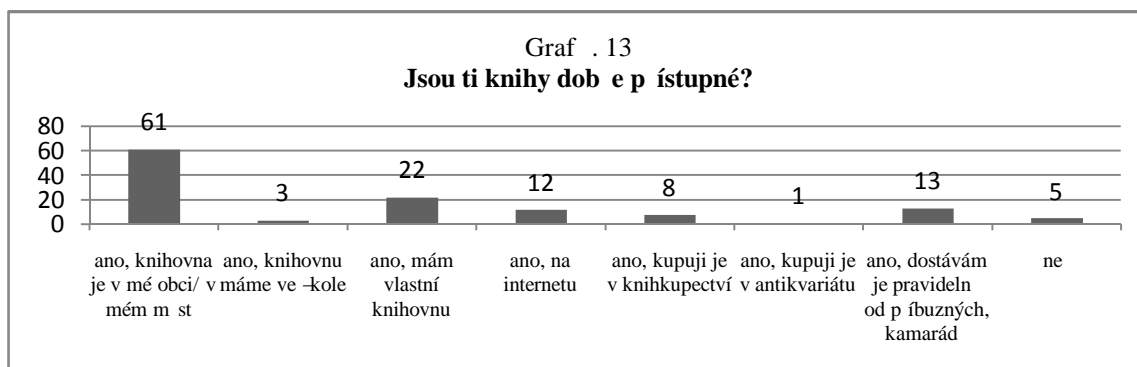 Graf . 13
Jsou ti knihy dob e p ístupné?
80
60
40
20
0
61
3
22
12
8
1
13
5
ano, knihovna
je v mé obci/ v
mém m st
ano, knihovnu
máme ve –kole
ano, mám
vlastní
knihovnu
ano, na
internetu
ano, kupuji je
v knihkupectví
ano, kupuji je
v antikvariátu
ano, dostávám
je pravideln
od p íbuzných,
kamarád
ne